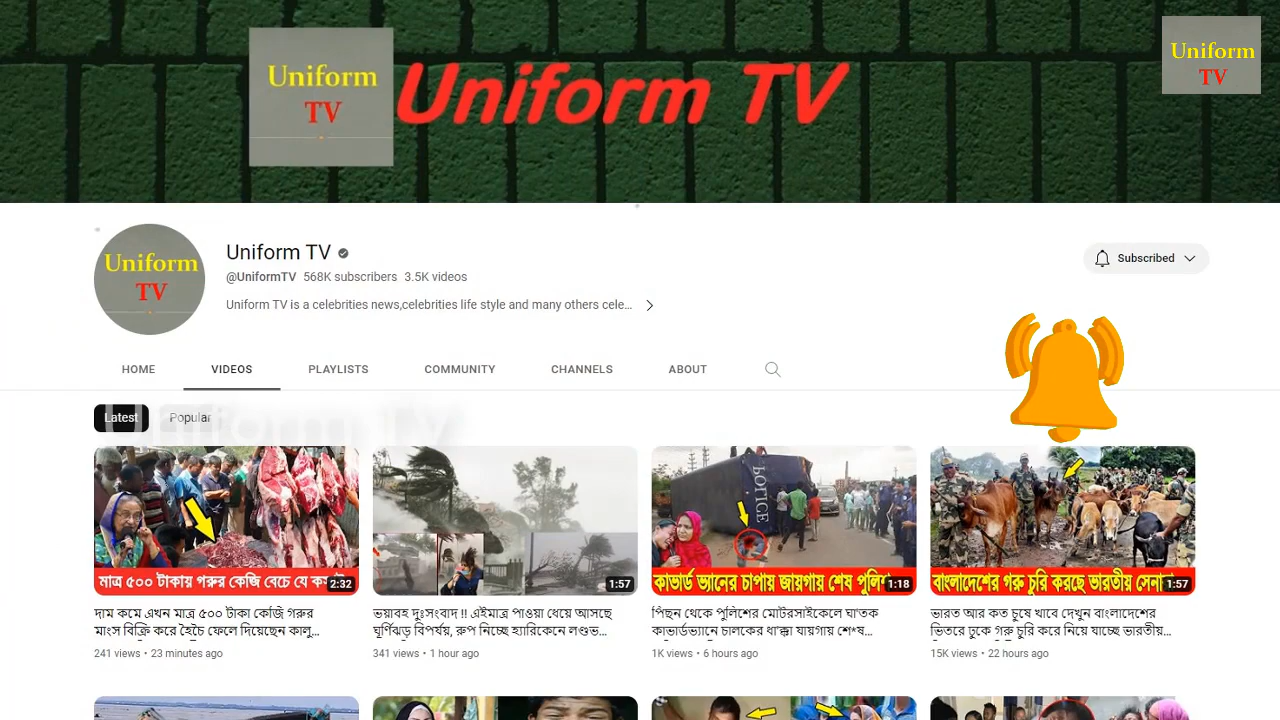 Uniform
TV
Uniform TV
Uniform
TV
Uniform
TV
Uniform TV
@UniformTV 568K subscribers 3.5K videos
Uniform TV is a celebrities news,celebrities life style and many others cele...
Subscribed
HOME VIDEOS PLAYLISTS COMMUNITY CHANNELS ABOUT
Latest Popular
Uniform TV
POLICE
মাত্র ৫০০ টাকায় গরুর কেজি বেচে যে 2:32
1:57
কাভার্ড ভ্যানের চাপায় জায়গায় শেষ পুলিশ 1:18
বাংলাদেশের গরু চুরি করছে ভারতীয় সেনা 1:57
দাম কমে এখন মাত্র ৫০০ টাকা কেজি গরুর
মাংস বিক্রি করে হৈচৈ ফেলে দিয়েছেন কালু...
241 views • 23 minutes ago
ভয়াবহ দুঃসংবাদ !! এইমাত্র পাওয়া ধেয়ে আসছে
ঘূর্ণিঝড় বিপর্যয়, রুপ নিচ্ছে হ্যারিকেনে লণ্ডভ...
341 views • 1 hour ago
পিছন থেকে পুলিশের মোটরসাইকেলে ঘা*তক
কাভার্ডভ্যানে চালকের ধা*ক্কা যায়গায় শে*ষ...
1K views • 6 hours ago
ভারত আর কত চুষে খাবে দেখুন বাংলাদেশের
ভিতরে ঢুকে গরু চুরি করে নিয়ে যাচ্ছে ভারতীয়...
15K views • 22 hours ago